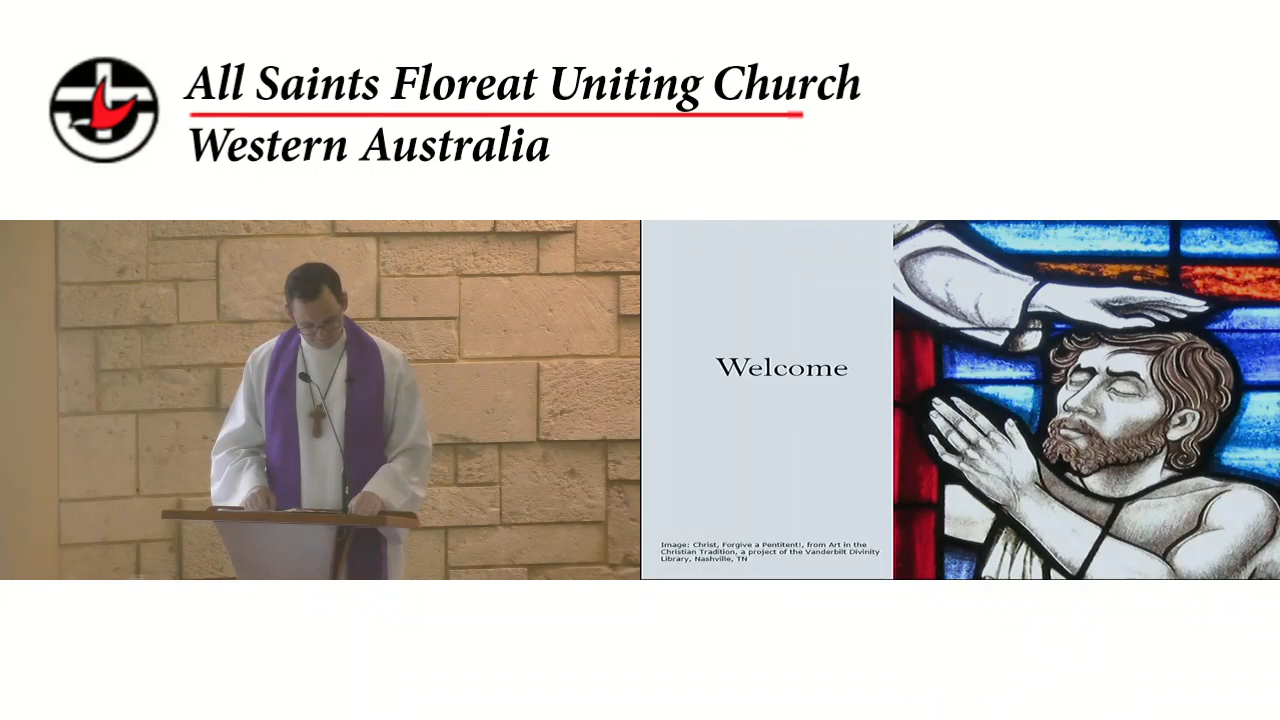 All Saints Floreat Uniting Church
Western Australia
Welcome
Image: Christ, Forgive a Pentitent!, from Art in the
Christian Tradition, a project of the Vanderbilt Divinity
Library, Nashville, TN